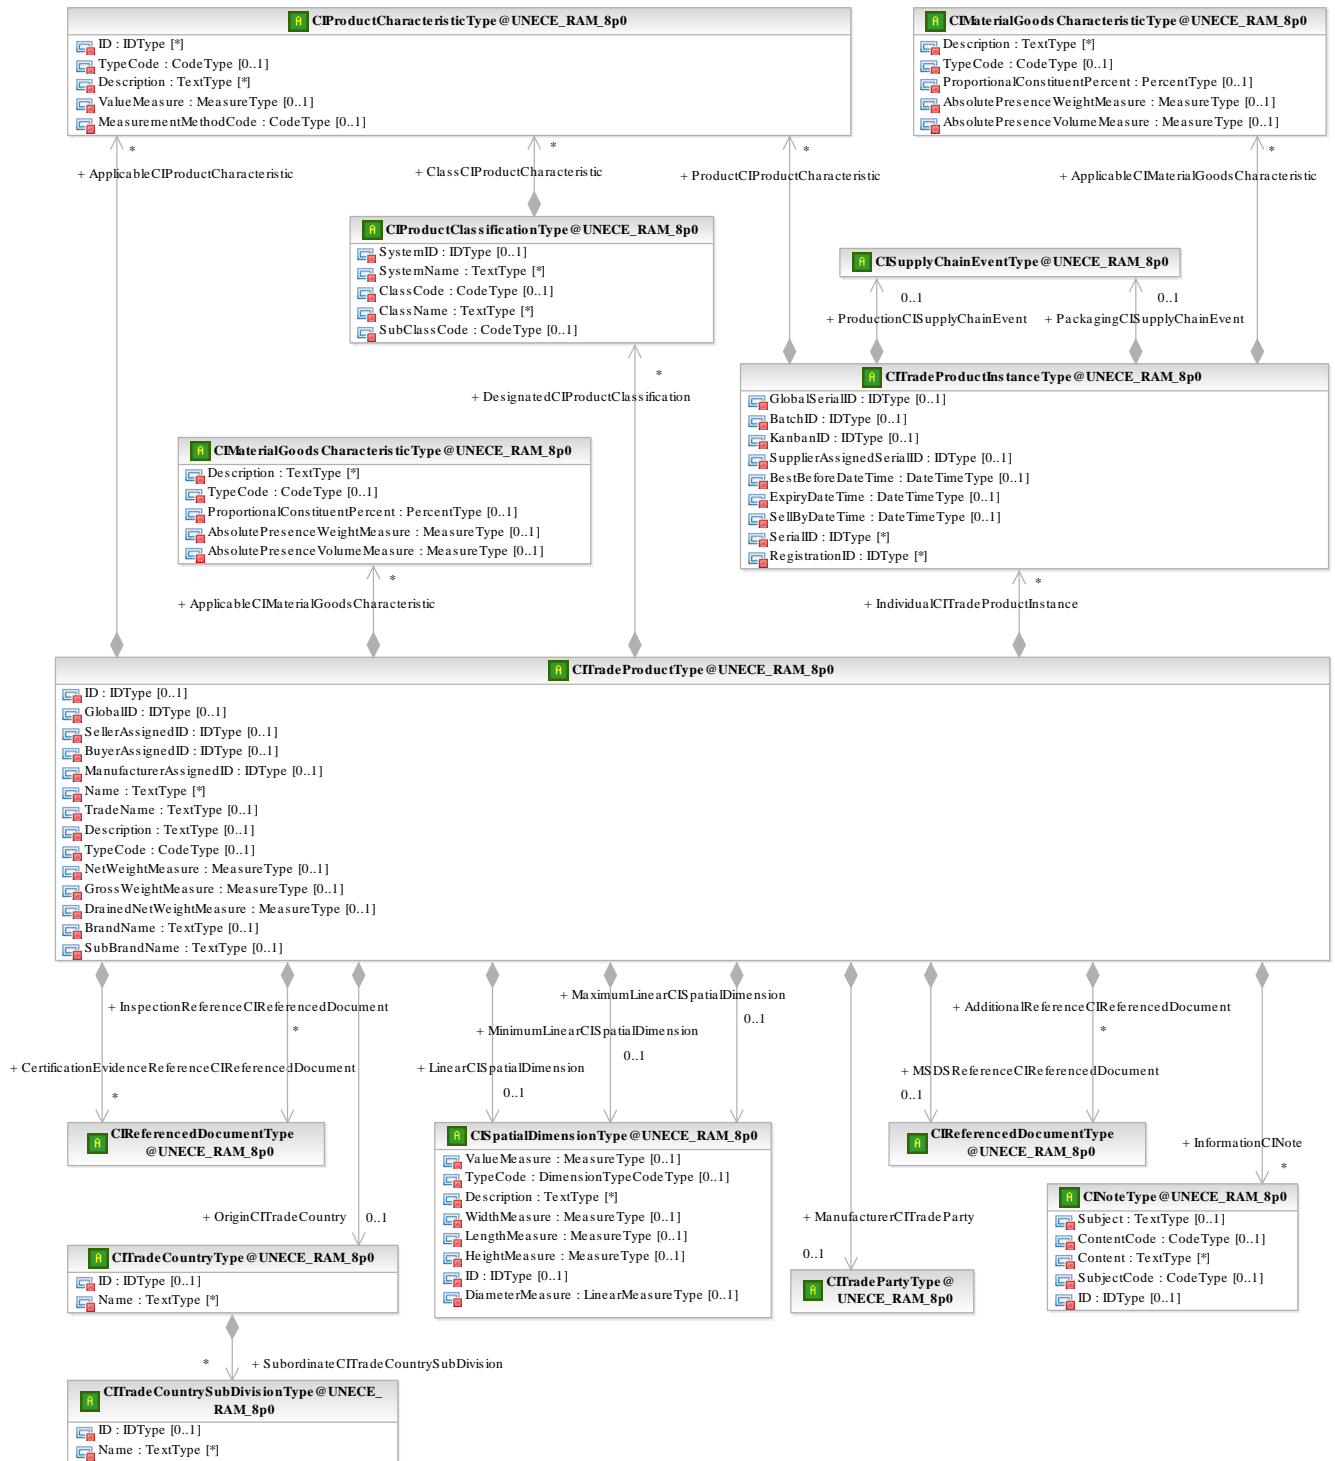 CIProductCharacteristicType@UNECE_RAM_8p0
ID : IDType [*]
TypeCode : CodeType [0..1]
Description : TextType [*]
ValueMeasure : MeasureType [0..1]
MeasurementMethodCode : CodeType [0..1]
CIMaterialGoodsCharacteristicType@UNECE_RAM_8p0
Description : TextType [*]
TypeCode : CodeType [0..1]
ProportionalConstituentPercent : PercentType [0..1]
AbsolutePresenceWeightMeasure : MeasureType [0..1]
AbsolutePresenceVolumeMeasure : MeasureType [0..1]
*
+ ApplicableCIProductCharacteristic
*
+ ClassCIProductCharacteristic
*
+ ProductCIProductCharacteristic
*
+ ApplicableCIMaterialGoodsCharacteristic
CIProductClassificationType@UNECE_RAM_8p0
SystemID : IDType [0..1]
SystemName : TextType [*]
ClassCode : CodeType [0..1]
ClassName : TextType [*]
SubClassCode : CodeType [0..1]
CISupplyChainEventType@UNECE_RAM_8p0
0..1
+ ProductionCISupplyChainEvent
0..1
+ PackagingCISupplyChainEvent
*
+ DesignatedCIProductClassification
CITradeProductInstanceType@UNECE_RAM_8p0
GlobalSerialID : IDType [0..1]
BatchID : IDType [0..1]
KanbanID : IDType [0..1]
SupplierAssignedSerialID : IDType [0..1]
BestBeforeDateTime : DateTimeType [0..1]
ExpiryDateTime : DateTimeType [0..1]
SellByDateTime : DateTimeType [0..1]
SerialID : IDType [*]
RegistrationID : IDType [*]
CIMaterialGoodsCharacteristicType@UNECE_RAM_8p0
Description : TextType [*]
TypeCode : CodeType [0..1]
ProportionalConstituentPercent : PercentType [0..1]
AbsolutePresenceWeightMeasure : MeasureType [0..1]
AbsolutePresenceVolumeMeasure : MeasureType [0..1]
*
+ ApplicableCIMaterialGoodsCharacteristic
*
+ IndividualCITradeProductInstance
CITradeProductType@UNECE_RAM_8p0
ID : IDType [0..1]
GlobalID : IDType [0..1]
SellerAssignedID : IDType [0..1]
BuyerAssignedID : IDType [0..1]
ManufacturerAssignedID : IDType [0..1]
Name : TextType [*]
TradeName : TextType [0..1]
Description : TextType [0..1]
TypeCode : CodeType [0..1]
NetWeightMeasure : MeasureType [0..1]
GrossWeightMeasure : MeasureType [0..1]
DrainedNetWeightMeasure : MeasureType [0..1]
BrandName : TextType [0..1]
SubBrandName : TextType [0..1]
+ InspectionReferenceCIReferencedDocument
*
+ CertificationEvidenceReferenceCIReferencedDocument
*
+ MaximumLinearCISpatialDimension
0..1
+ MinimumLinearCISpatialDimension
0..1
+ LinearCISpatialDimension
0..1
+ AdditionalReferenceCIReferencedDocument
*
+ MSDSReferenceCIReferencedDocument
0..1
CIReferencedDocumentType
@UNECE_RAM_8p0
CISpatialDimensionType@UNECE_RAM_8p0
ValueMeasure : MeasureType [0..1]
TypeCode : DimensionTypeCodeType [0..1]
Description : TextType [*]
WidthMeasure : MeasureType [0..1]
LengthMeasure : MeasureType [0..1]
HeightMeasure : MeasureType [0..1]
ID : IDType [0..1]
DiameterMeasure : LinearMeasureType [0..1]
CIReferencedDocumentType
@UNECE_RAM_8p0
+ InformationCINote
*
CINoteType@UNECE_RAM_8p0
Subject : TextType [0..1]
ContentCode : CodeType [0..1]
Content : TextType [*]
SubjectCode : CodeType [0..1]
ID : IDType [0..1]
+ OriginCITradeCountry
0..1
+ ManufacturerCITradeParty
0..1
CITradePartyType@
UNECE_RAM_8p0
CITradeCountryType@UNECE_RAM_8p0
ID : IDType [0..1]
Name : TextType [*]
*
+ SubordinateCITradeCountrySubDivision
CITradeCountrySubDivisionType@UNECE_
RAM_8p0
ID : IDType [0..1]
Name : TextType [*]